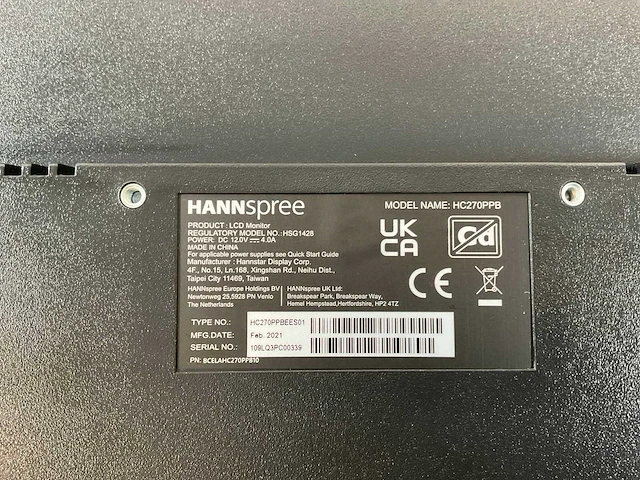 HANNspree
MODEL NAME: HC270PPB
PRODUCT : LCD Monitor
REGULATORY MODEL NO.: HSG1428
POWER: DC 12.0V ⎓ 4.0A
MADE IN CHINA
For applicable power supplies see Quick Start Guide
Manufacturer : Hannstar Display Corp.
4F., No.15, Ln.168, Xingshan Rd., Neihu Dist.,
Taipei City 11469, Taiwan
UK
CA
Cd
CE
HANNspree Europe Holdings BV
Newtonweg 25,5928 PN Venlo
The Netherlands
HANNspree UK Ltd:
Breakspear Park, Breakspear Way,
Hemel Hempstead,Hertfordshire, HP2 4TZ
TYPE NO.: HC270PPBEES01
MFG.DATE: Feb. 2021
SERIAL NO.: 109LQ3PC00339
PN: BCELAHC270PPB10